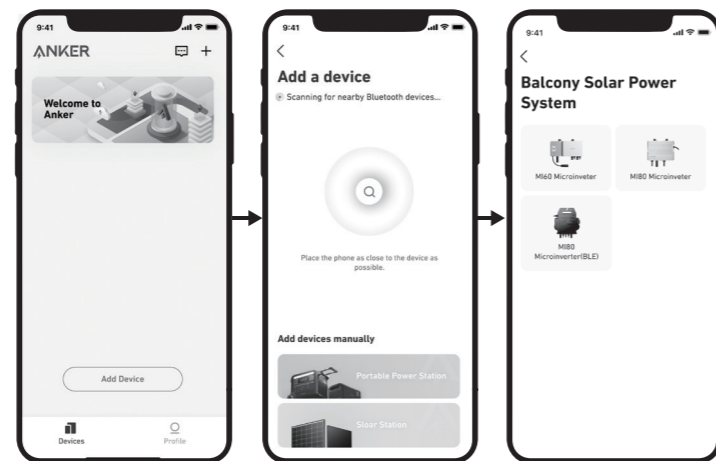 9:41
ANKER
Welcome to
Anker
Add Device
Devices
Profile
9:41
Add a device
Scanning for nearby Bluetooth devices...
Place the phone as close to the device as
possible.
Add devices manually
Portable Power Station
Sloar Station
9:41
Balcony Solar Power
System
MI60 Microinveter
MI80 Microinveter
MI80
Microinverter(BLE)